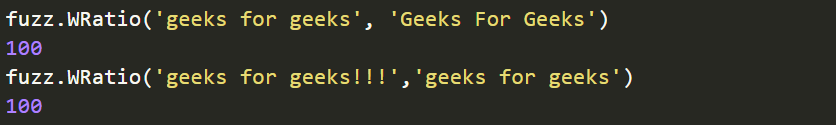 fuzz.WRatio('geeks for geeks', 'Geeks For Geeks')
100
fuzz.WRatio('geeks for geeks!!!','geeks for geeks')
100